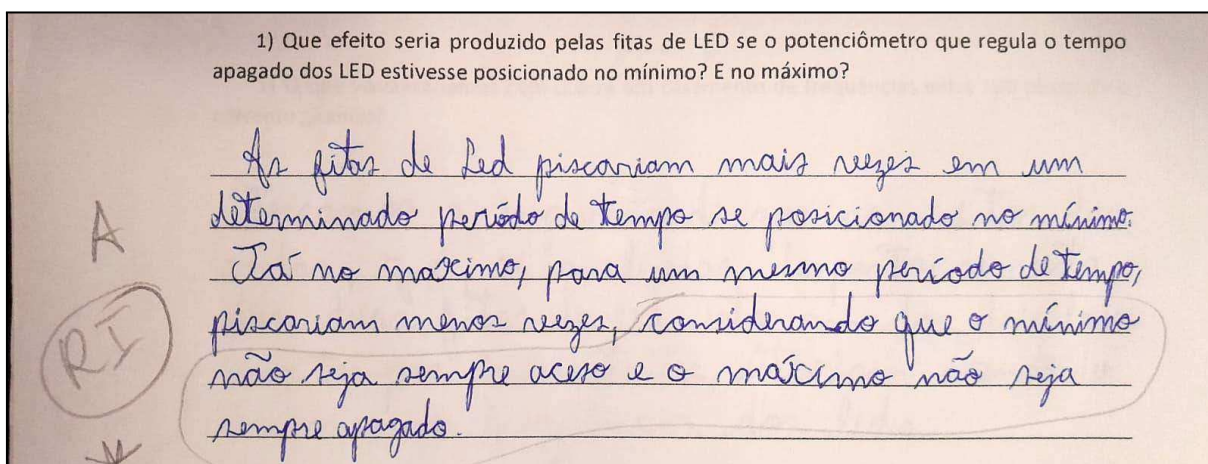 1) Que efeito seria produzido pelas fitas de LED se o potenciômetro que regula o tempo
apagado dos LED estivesse posicionado no mínimo? E no máximo?
As fitas de Led piscariam mais vezes em um
determinado período de tempo se posicionado no mínimo.
Já no maximo, para um mesmo período de tempo,
piscariam menos vezes, considerando que o mínimo
não seja sempre aceso e o máximo não seja
sempre apagado.
A
RI